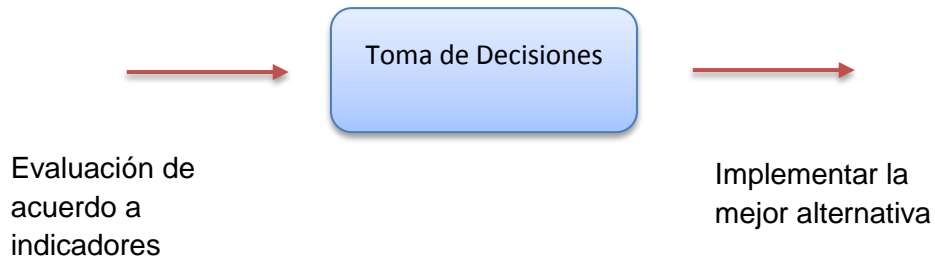 Toma de Decisiones
Evaluación de
acuerdo a
indicadores
Implementar la
mejor alternativa